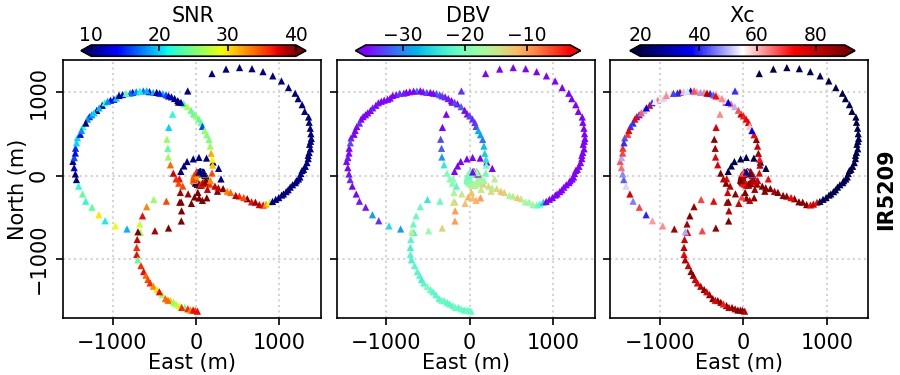 SNR DBV Xc
10 20 30 40 −30 −20 −10 20 40 60 80
North (m)
1000
0
−1000
−1000 0 1000 −1000 0 1000 −1000 0 1000
East (m) East (m) East (m)
IR5209